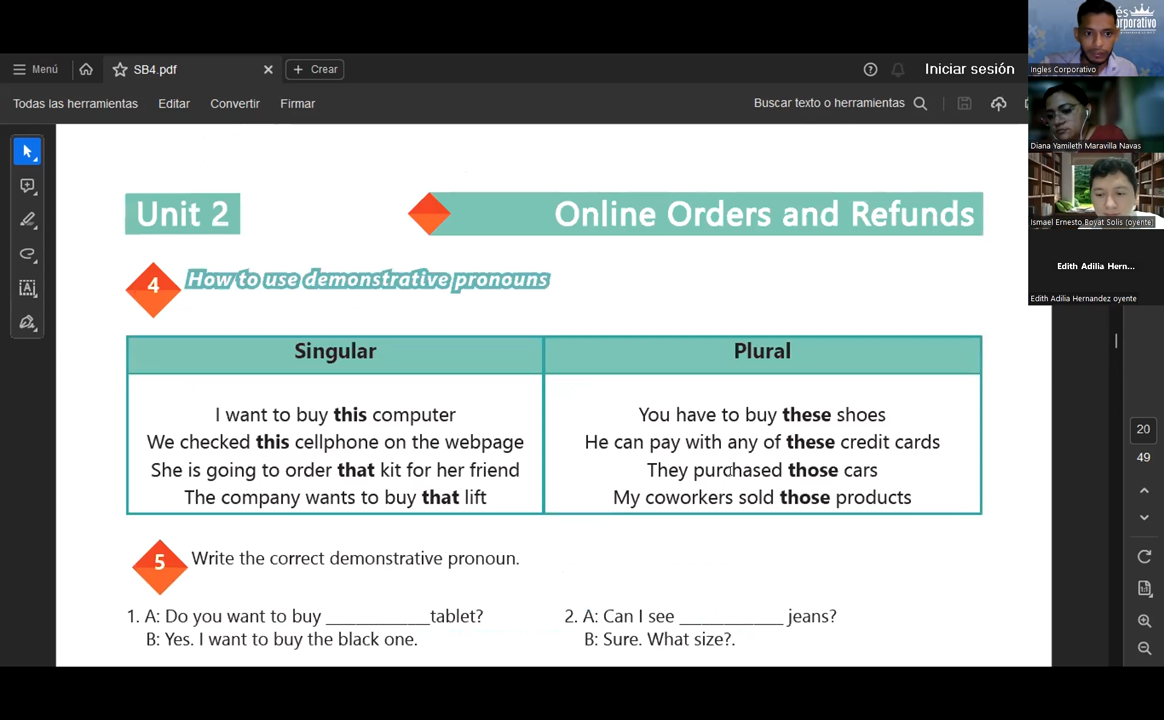 Menú
SB4.pdf
Crear
Iniciar sesión
Todas las herramientas
Editar
Convertir
Firmar
Buscar texto o herramientas
Unit 2
Online Orders and Refunds
4
How to use demonstrative pronouns
Singular
Plural
I want to buy this computer
We checked this cellphone on the webpage
She is going to order that kit for her friend
The company wants to buy that lift
You have to buy these shoes
He can pay with any of these credit cards
They purchased those cars
My coworkers sold those products
5
Write the correct demonstrative pronoun.
1. A: Do you want to buy ___________tablet?
B: Yes. I want to buy the black one.
2. A: Can I see ___________ jeans?
B: Sure. What size?.
20
49
és
orporativo
Ingles Corporativo
Diana Yamileth Maravilla Navas
Ismael Ernesto Boyat Solis (oyente)
Edith Adilia Hern...
Edith Adilia Hernandez oyente